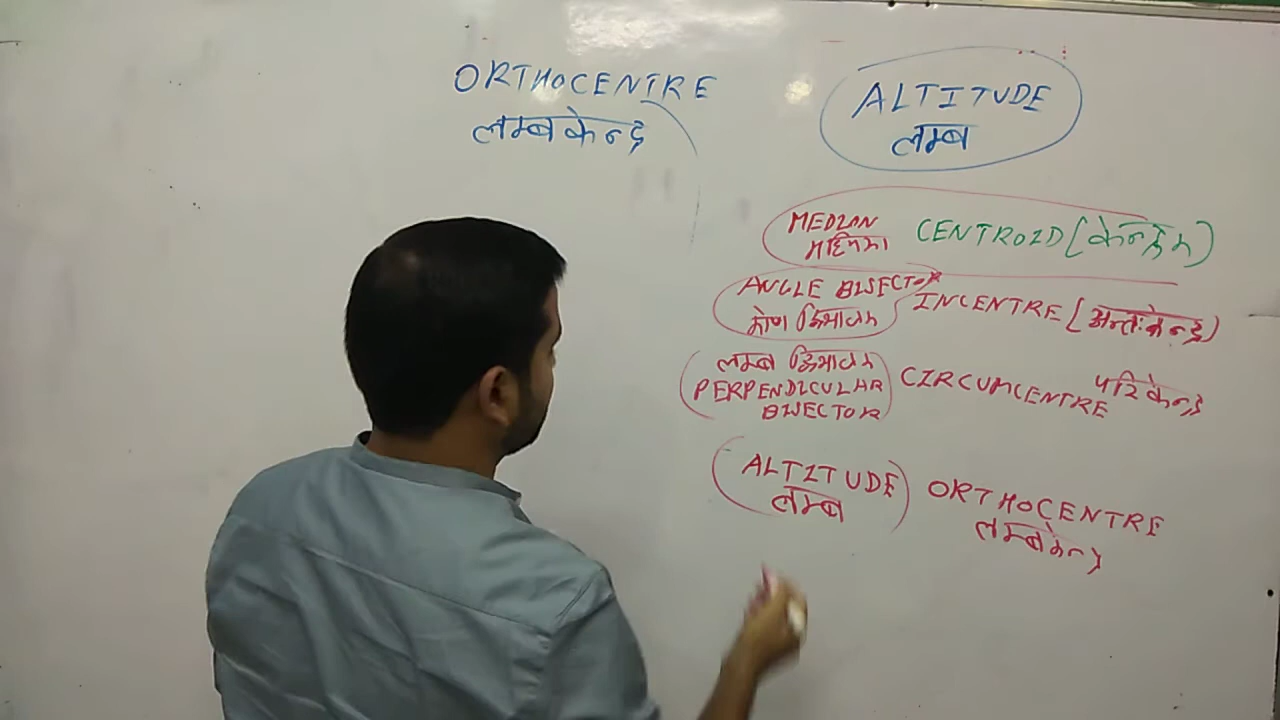 ORTHOCENTRE
लम्बकेन्द्र
ALTITUDE
लम्ब
MEDIAN
माध्यिका
CENTROID (केन्द्रक)
ANGLE BISECTOR
कोण द्विभाजक
INCENTRE (अन्तःकेन्द्र)
लम्ब द्विभाजक
PERPENDICULAR
BISECTOR
CIRCUMCENTRE परिकेन्द्र
ALTITUDE
लम्ब
ORTHOCENTRE
लम्बकेन्द्र